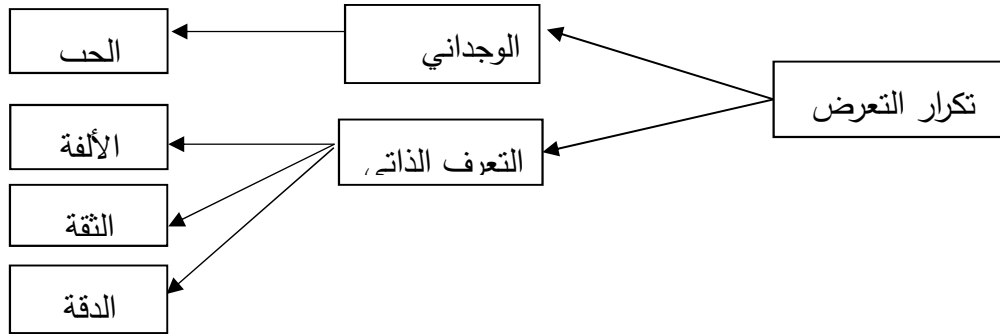 تكرار التعرض
الوجداني
الحب
التعرف الذاتي
الألفة
الثقة
الدقة